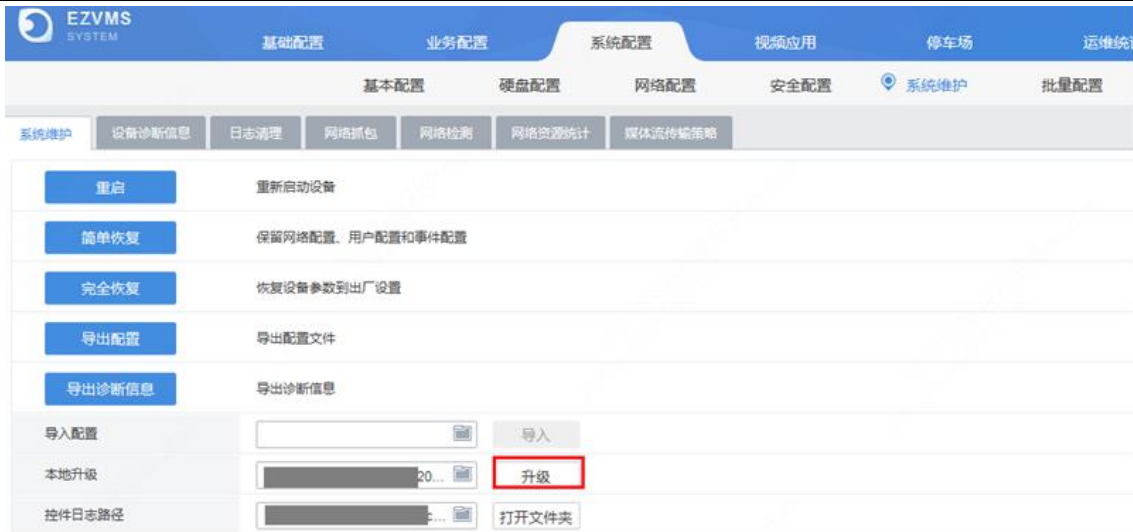 EZVMS
SYSTEM
基础配置 业务配置 系统配置 视频应用 停车场 运维统计
基本配置 硬盘配置 网络配置 安全配置 系统维护 批量配置
系统维护 设备诊断信息 日志清理 网络抓包 网络检测 网络资源统计 媒体流传输策略
重启 重新启动设备
简单恢复 保留网络配置、用户配置和事件配置
完全恢复 恢复设备参数到出厂设置
导出配置 导出配置文件
导出诊断信息 导出诊断信息
导入配置 导入
本地升级 20... 升级
控件日志路径 c... 打开文件夹